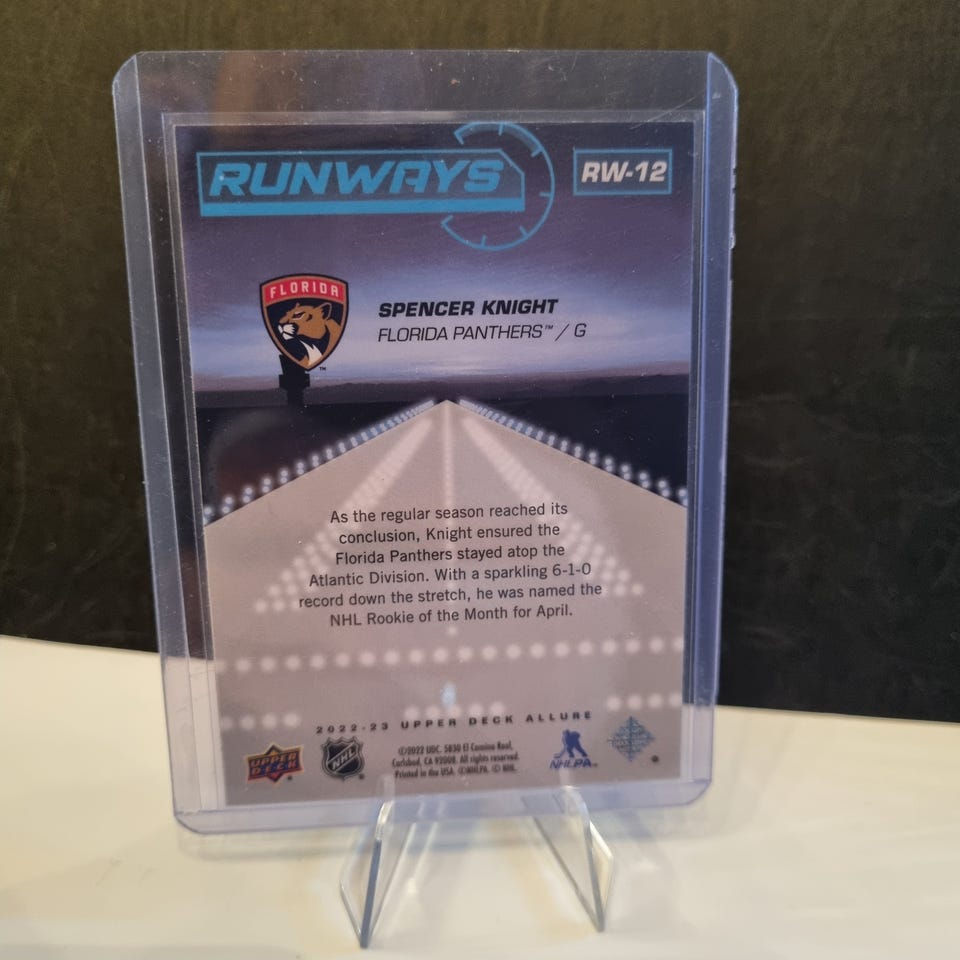 RUNWAYS
RW-12
FLORIDA
SPENCER KNIGHT
FLORIDA PANTHERS™ / G
As the regular season reached its
conclusion, Knight ensured the
Florida Panthers stayed atop the
Atlantic Division. With a sparkling 6-1-0
record down the stretch, he was named the
NHL Rookie of the Month for April.
2022-23 UPPER DECK ALLURE
UPPER DECK
NHL
©2022 UDC. 5830 El Camino Real,
Carlsbad, CA 92008. All rights reserved.
Printed in the USA. ©NHLPA. © NHL.
NHLPA